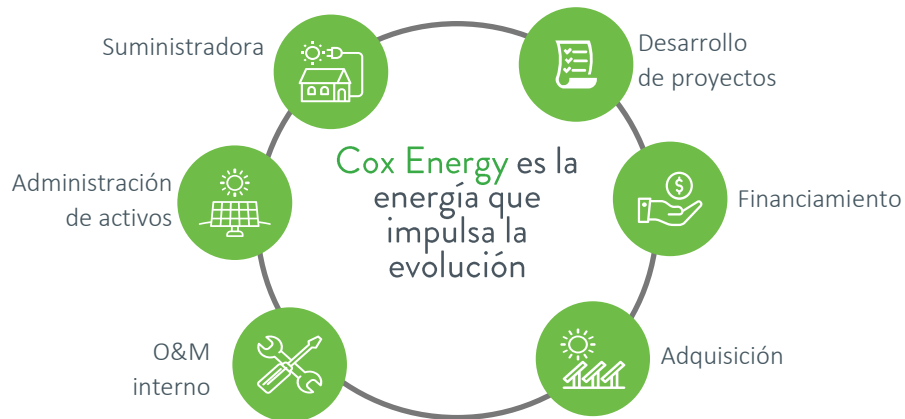 Suministradora
Desarrollo
de proyectos
Administración
de activos
Cox Energy es la
energía que
impulsa la
evolución
$
Financiamiento
O&M
interno
Adquisición